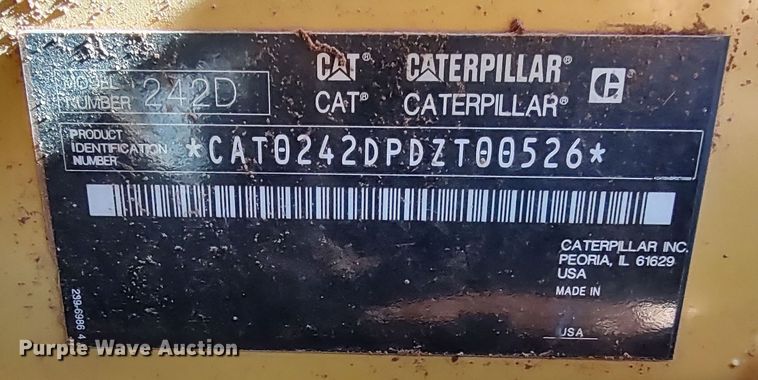 CAT CATERPILLAR
CAT® CATERPILLAR®
MODEL
NUMBER 242D
PRODUCT
IDENTIFICATION
NUMBER *CAT0242DPDZT00526*
CATERPILLAR INC.
PEORIA, IL 61629
USA
MADE IN
USA
239-6986 4
Purple Wave Auction